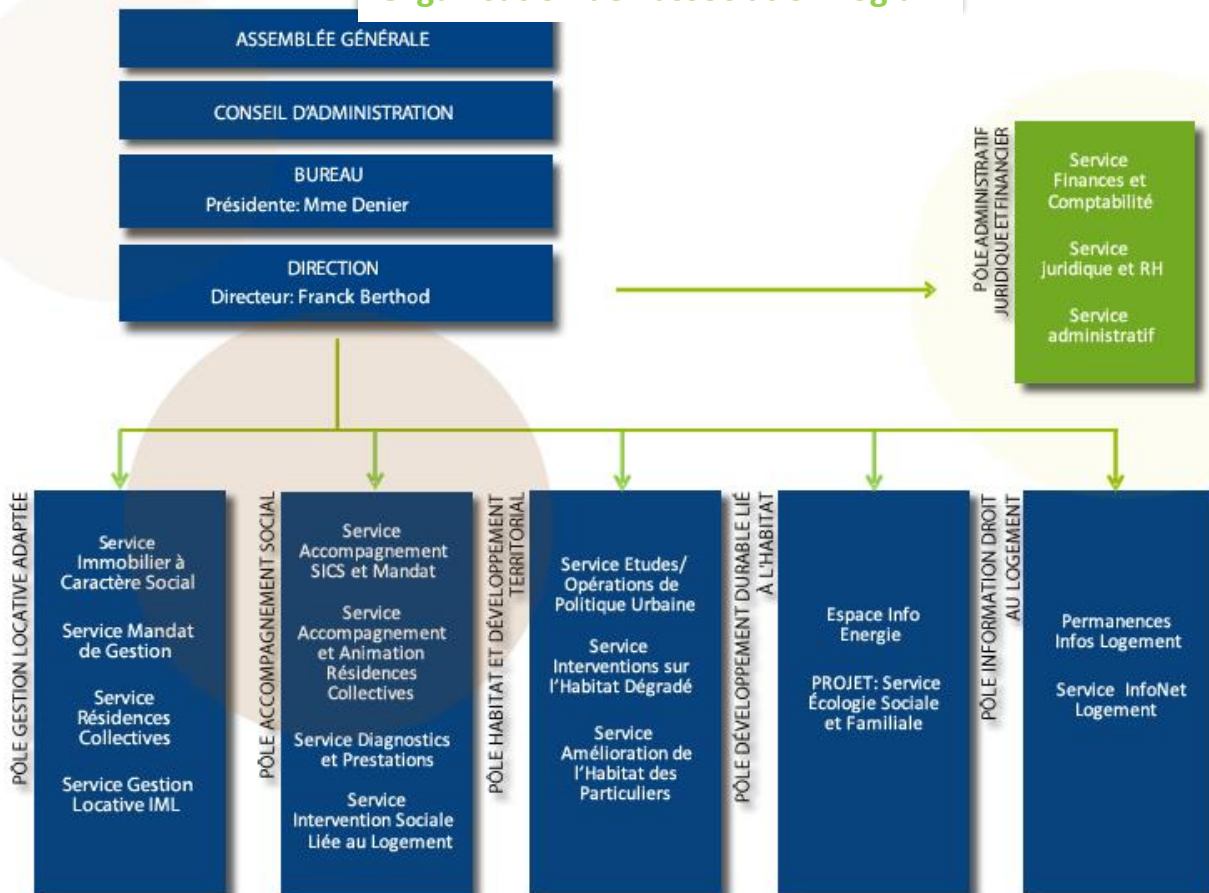 ASSEMBLÉE GÉNÉRALE
CONSEIL D'ADMINISTRATION
BUREAU
Présidente: Mme Denier
DIRECTION
Directeur: Franck Berthod
PÔLE ADMINISTRATIF
JURIDIQUE ET FINANCIER
Service
Finances et
Comptabilité
Service
juridique et RH
Service
administratif
PÔLE GESTION LOCATIVE ADAPTÉE
Service
Immobilier à
Caractère Social
Service Mandat
de Gestion
Service
Résidences
Collectives
Service Gestion
Locative IML
PÔLE ACCOMPAGNEMENT SOCIAL
Service
Accompagnement
SICS et Mandat
Service
Accompagnement
et Animation
Résidences
Collectives
Service Diagnostics
et Prestations
Service
Intervention Sociale
Liée au Logement
PÔLE HABITAT ET DÉVELOPPEMENT
TERRITORIAL
Service Etudes/
Opérations de
Politique Urbaine
Service
Interventions sur
l'Habitat Dégradé
Service
Amélioration de
l'Habitat des
Particuliers
PÔLE DÉVELOPPEMENT DURABLE LIÉ
À L'HABITAT
Espace Info
Energie
PROJET: Service
Écologie Sociale
et Familiale
PÔLE INFORMATION DROIT
AU LOGEMENT
Permanences
Infos Logement
Service InfoNet
Logement